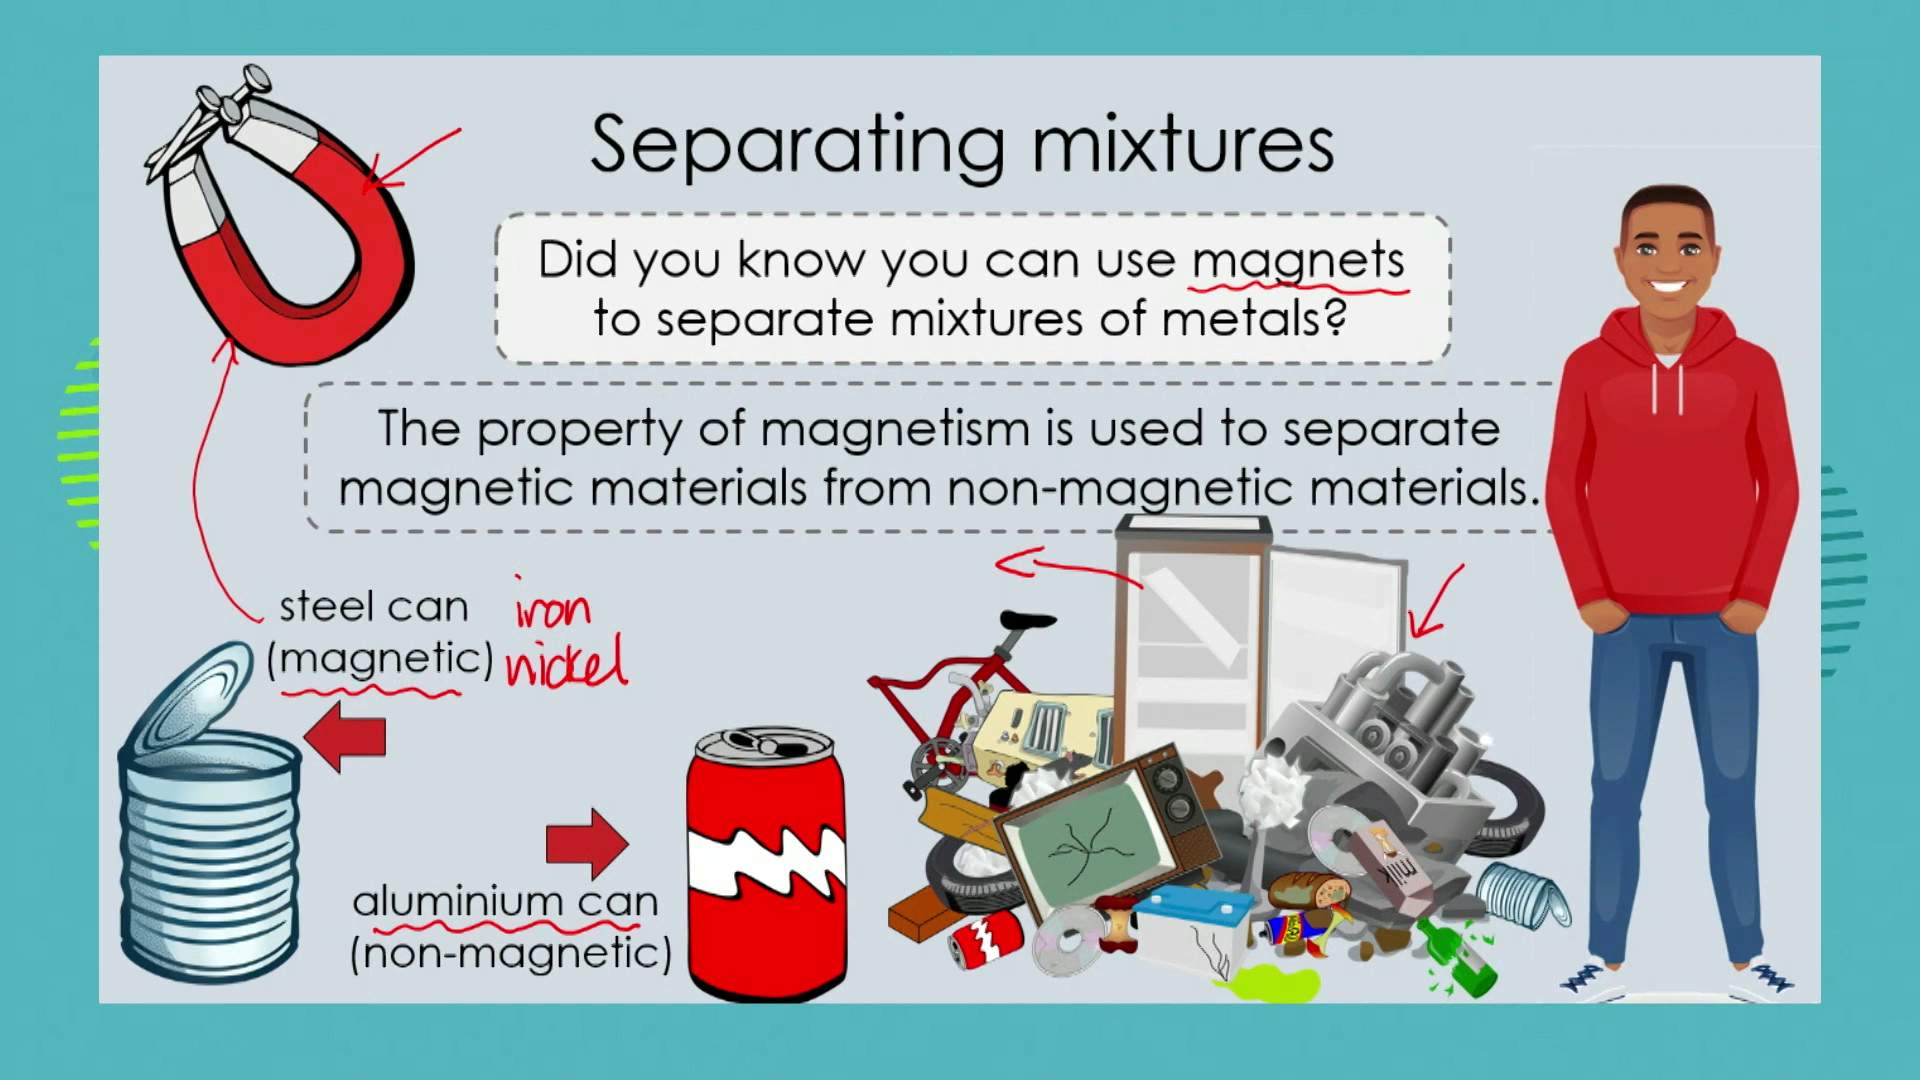 Separating mixtures
Did you know you can use magnets
to separate mixtures of metals?
The property of magnetism is used to separate
magnetic materials from non-magnetic materials.
steel can
(magnetic)
iron
nickel
aluminium can
(non-magnetic)
milk